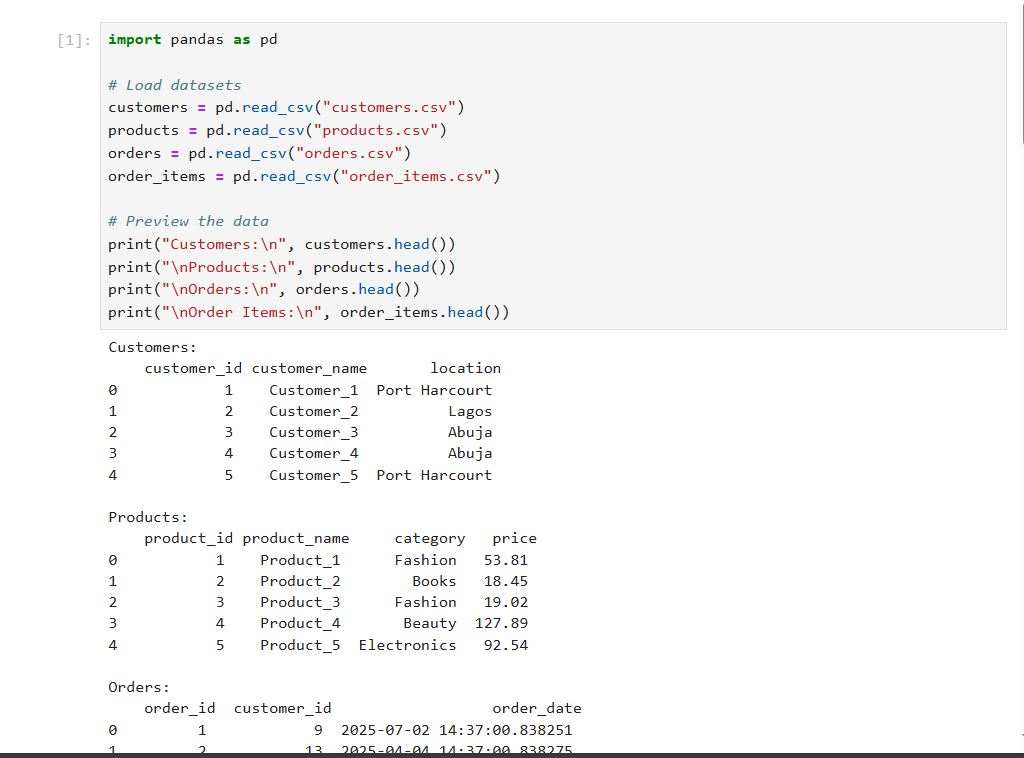 [1]: import pandas as pd
# Load datasets
customers = pd.read_csv("customers.csv")
products = pd.read_csv("products.csv")
orders = pd.read_csv("orders.csv")
order_items = pd.read_csv("order_items.csv")
# Preview the data
print("Customers:\n", customers.head())
print("\nProducts:\n", products.head())
print("\nOrders:\n", orders.head())
print("\nOrder Items:\n", order_items.head())
Customers:
customer_id customer_name location
0 1 Customer_1 Port Harcourt
1 2 Customer_2 Lagos
2 3 Customer_3 Abuja
3 4 Customer_4 Abuja
4 5 Customer_5 Port Harcourt
Products:
product_id product_name category price
0 1 Product_1 Fashion 53.81
1 2 Product_2 Books 18.45
2 3 Product_3 Fashion 19.02
3 4 Product_4 Beauty 127.89
4 5 Product_5 Electronics 92.54
Orders:
order_id customer_id order_date
0 1 9 2025-07-02 14:37:00.838251
1 2 13 2025-04-04 14:37:00.838275